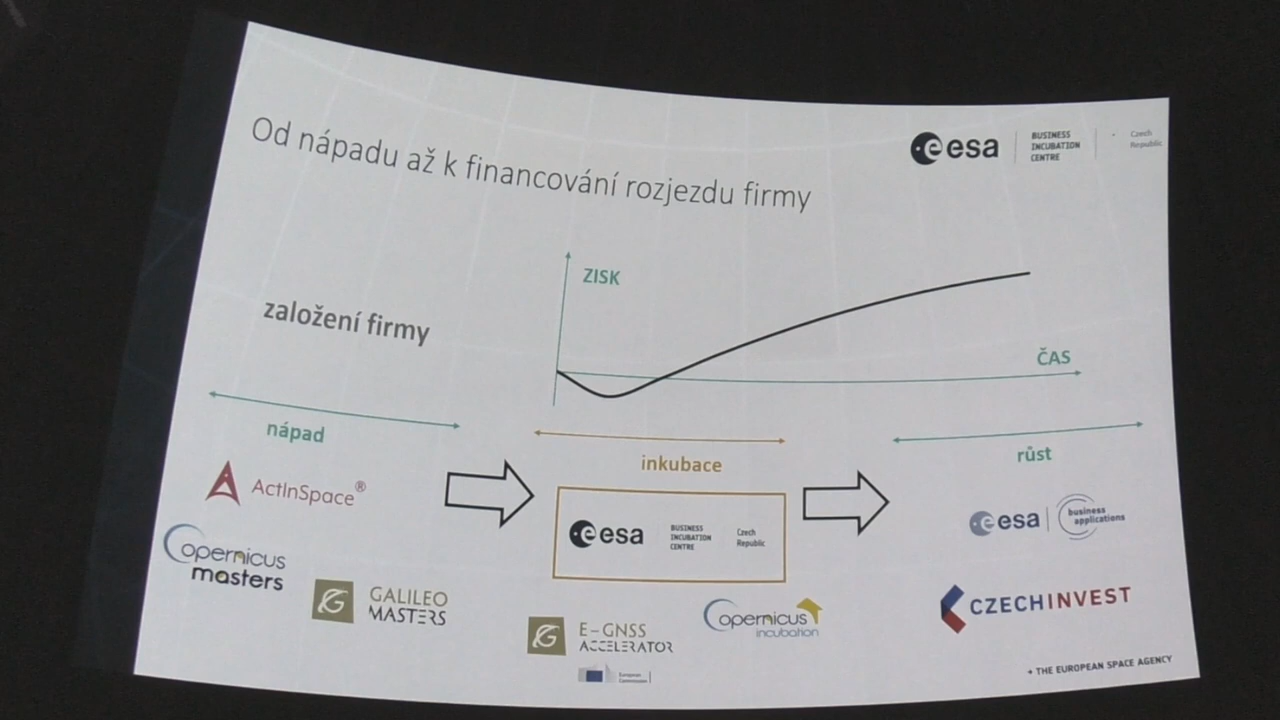 Od nápadu až k financování rozjezdu firmy
esa
BUSINESS
INCUBATION
CENTRE
Czech
Republic
ZISK
založení firmy
ČAS
nápad
inkubace
růst
ActInSpace®
esa
BUSINESS
INCUBATION
CENTRE
Czech
Republic
esa
business
applications
Copernicus
masters
GALILEO
MASTERS
E-GNSS
ACCELERATOR
European
Commission
Copernicus
incubation
CZECHINVEST
+ THE EUROPEAN SPACE AGENCY